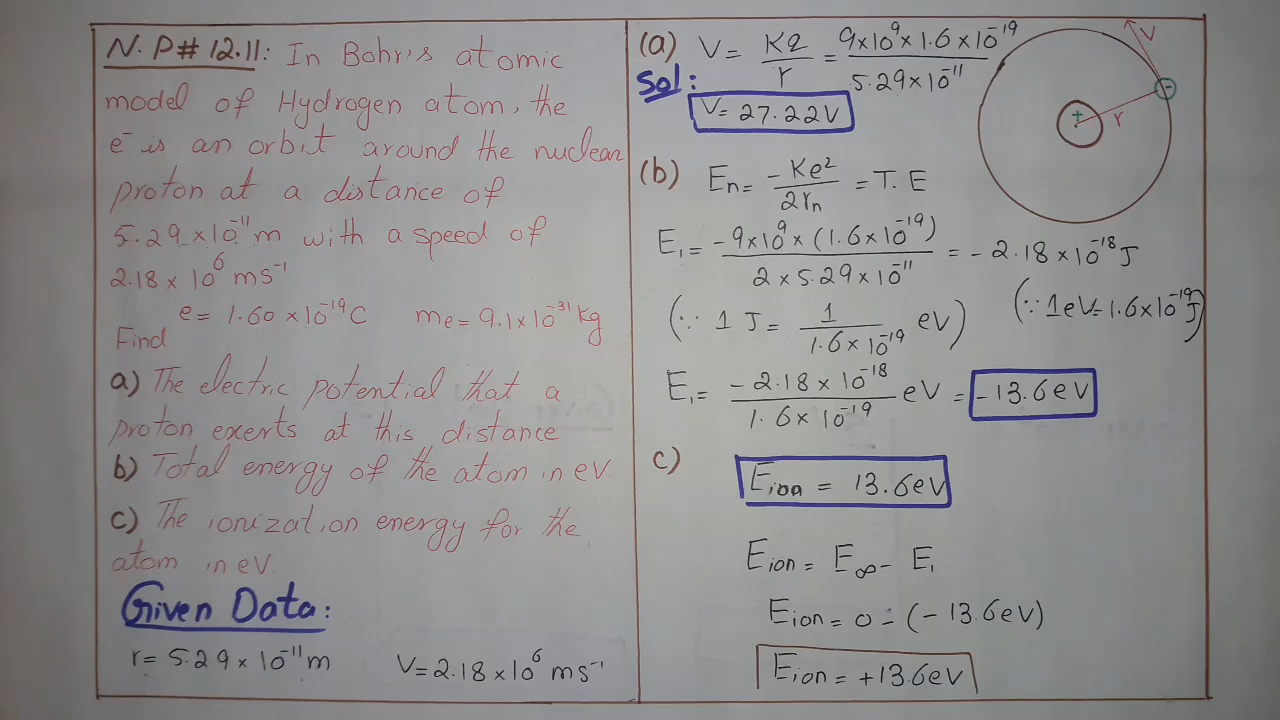 N.P# 12.11: In Bohr's atomic
model of Hydrogen atom, the
e⁻ is an orbit around the nuclear
proton at a distance of
5.29 × 10⁻¹¹ m with a speed of
2.18 × 10⁶ ms⁻¹
e = 1.60 × 10⁻¹⁹ C me = 9.1 × 10⁻³¹ kg
Find
a) The electric potential that a
proton exerts at this distance
b) Total energy of the atom in eV.
c) The ionization energy for the
atom in eV.
Given Data:
r = 5.29 × 10⁻¹¹ m V = 2.18 × 10⁶ ms⁻¹
(a) V = Kq/r = 9×10⁹ × 1.6 × 10⁻¹⁹ / 5.29 × 10⁻¹¹
Sol:
V = 27.22V
V
+
-
r
(b) En = -Ke²/2rn = T.E
E₁ = -9×10⁹ × (1.6×10⁻¹⁹) / 2 × 5.29 × 10⁻¹¹ = -2.18 × 10⁻¹⁸ J
(∵ 1 J = 1/1.6 × 10⁻¹⁹ eV) (∵ 1eV = 1.6 × 10⁻¹⁹ J)
E₁ = -2.18 × 10⁻¹⁸ / 1.6 × 10⁻¹⁹ eV = -13.6 eV
c) Eion = 13.6eV
Eion = E∞ - E₁
Eion = 0 - (-13.6eV)
Eion = +13.6eV